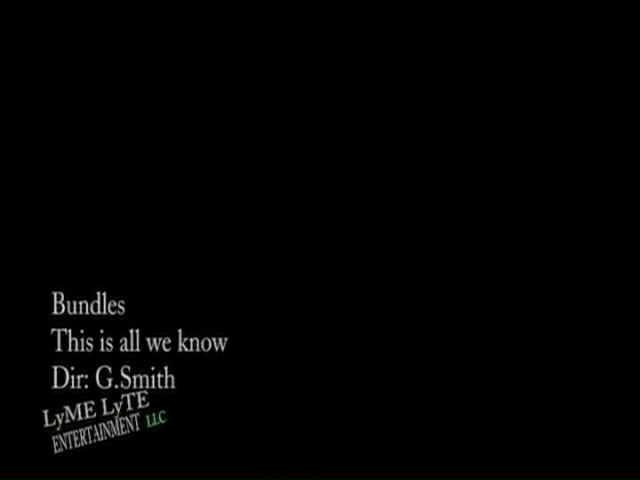 Bundles
This is all we know
Dir: G.Smith
LyME LyTE
ENTERTAINMENT LLC